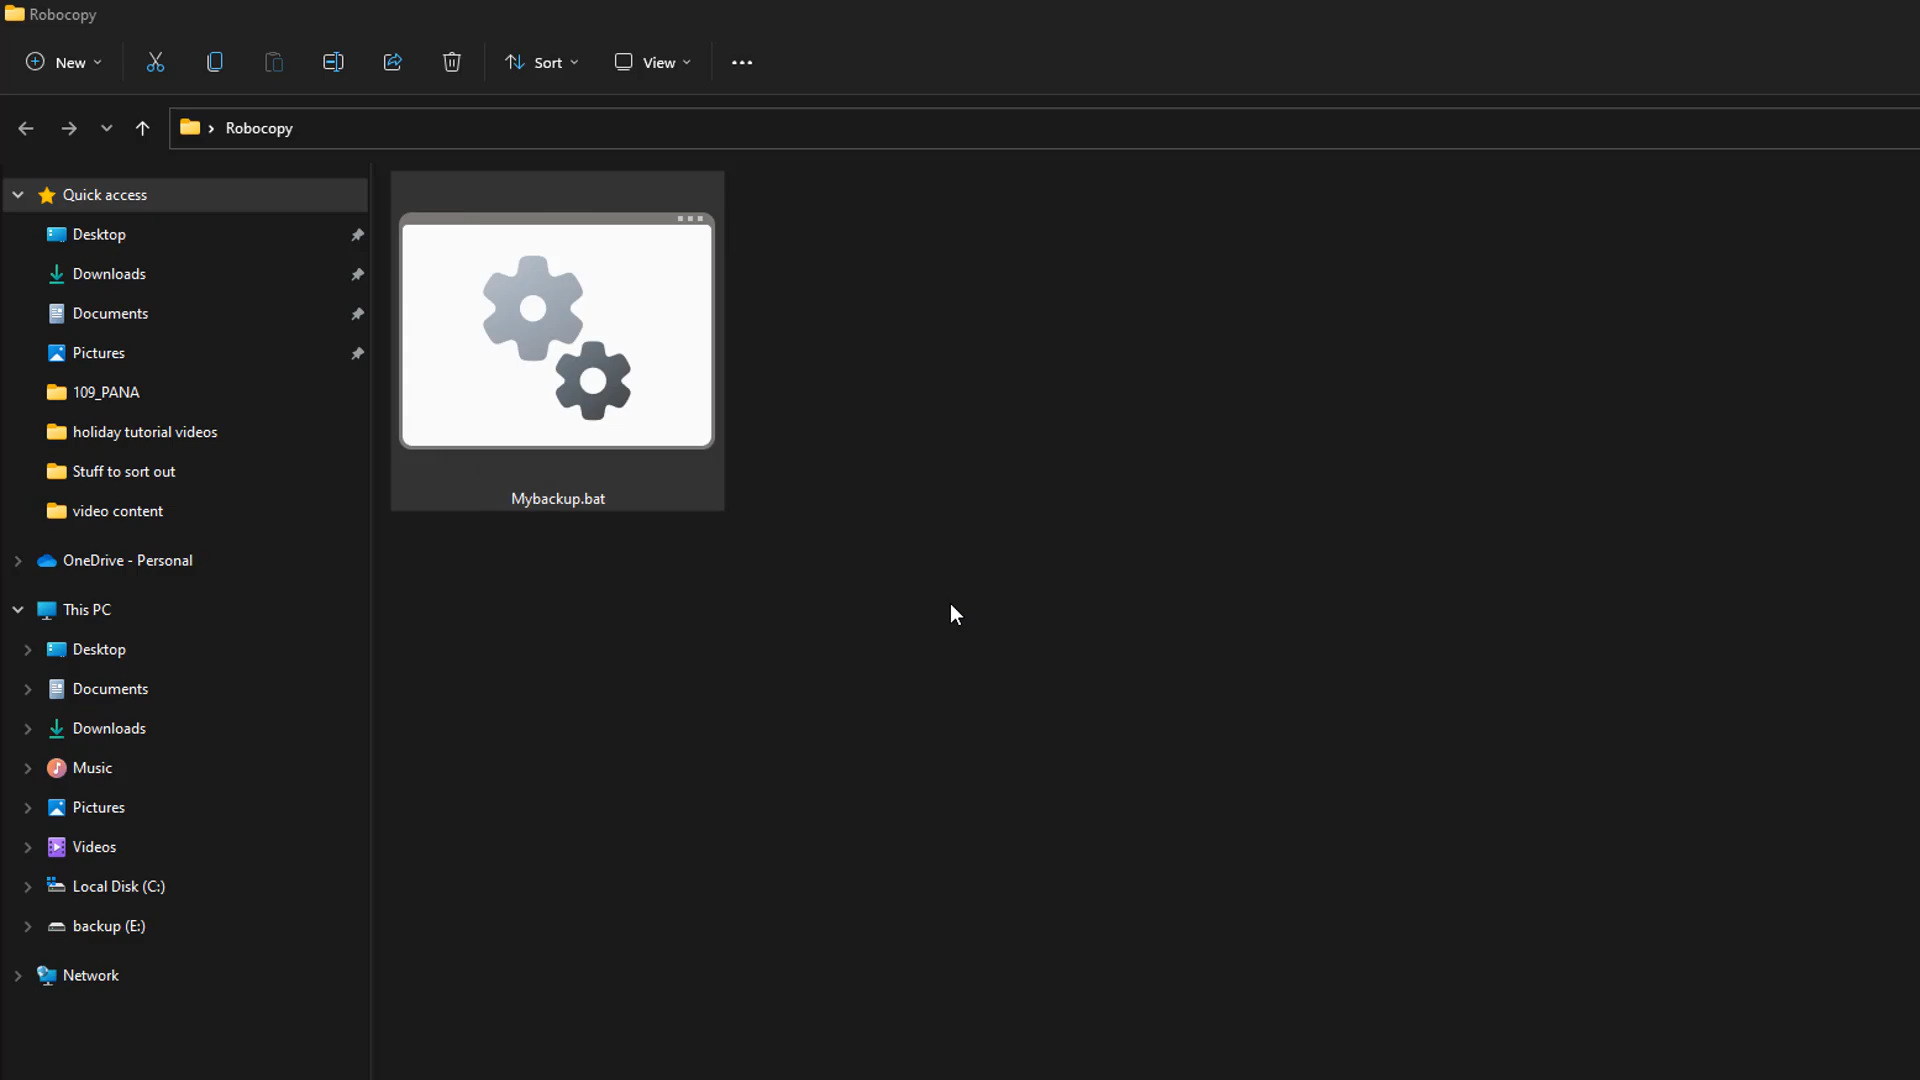 Robocopy
New
Sort
View
Robocopy
Quick access
Desktop
Downloads
Documents
Pictures
109_PANA
holiday tutorial videos
Stuff to sort out
video content
OneDrive - Personal
This PC
Desktop
Documents
Downloads
Music
Pictures
Videos
Local Disk (C:)
backup (E:)
Network
Mybackup.bat